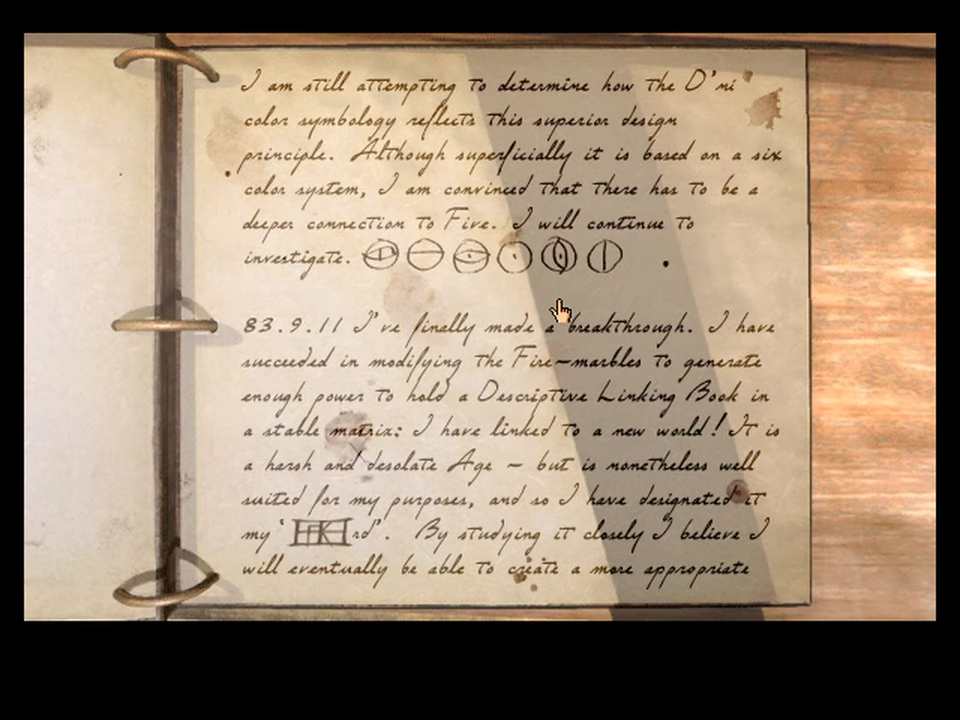 I am still attempting to determine how the D'ni
color symbology reflects this superior design
principle. Although superficially it is based on a six
color system, I am convinced that there has to be a
deeper connection to Five. I will continue to
investigate.
83.9.11 I've finally made a breakthrough. I have
succeeded in modifying the Fire-marbles to generate
enough power to hold a Descriptive Linking Book in
a stable matrix: I have linked to a new world! It is
a harsh and desolate Age - but is nonetheless well
suited for my purposes, and so I have designated it
my ' rd'. By studying it closely I believe I
will eventually be able to create a more appropriate